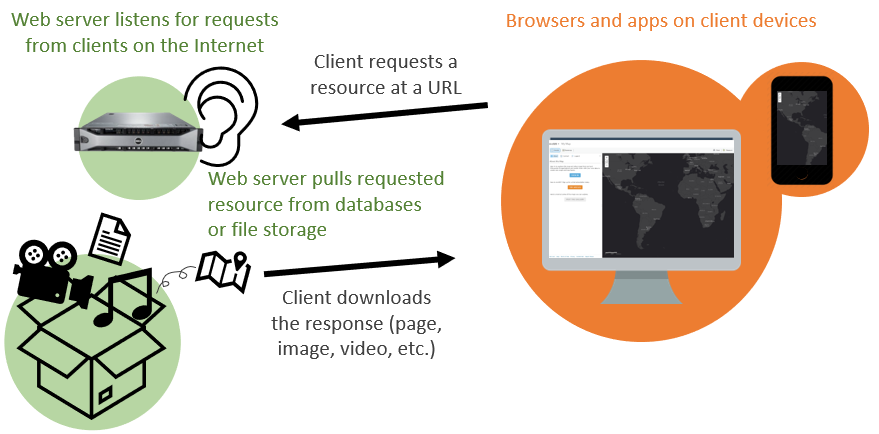 Web server listens for requests
from clients on the Internet
Browsers and apps on client devices
Client requests a
resource at a URL
Web server pulls requested
resource from databases
or file storage
Client downloads
the response (page,
image, video, etc.)